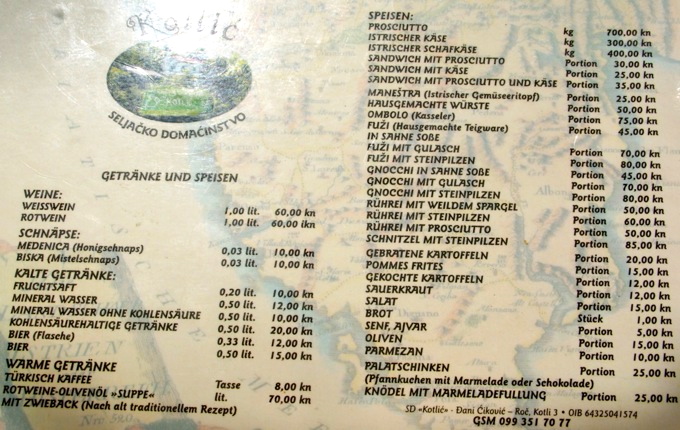 Kotlić
KOTLIĆ
SELJAČKO DOMAĆINSTVO
GETRÄNKE UND SPEISEN
WEINE:
WEISSWEIN 1,00 lit. 60,00 kn
ROTWEIN 1,00 lit. 60,00 ikn
SCHNÄPSE:
MEDENICA (Honigschnaps) 0,03 lit. 10,00 kn
BISKA (Mistelschnaps) 0,03 lit. 10,00 kn
KALTE GETRÄNKE:
FRUCHTSAFT 0,20 lit. 10,00 kn
MINERAL WASSER 0,50 lit. 12,00 kn
MINERAL WASSER OHNE KOHLENSÄURE 0,50 lit. 10,00 kn
KOHLENSÄUREHALTIGE GETRÄNKE 0,50 lit. 20,00 kn
BIER (Flasche) 0,33 lit. 12,00 kn
BIER 0,50 lit. 15,00 kn
WARME GETRÄNKE
TÜRKISCH KAFFEE Tasse 8,00 kn
ROTWEINE-OLIVENÖL »SUPPE« lit. 70,00 kn
MIT ZWIEBACK (Nach alt traditionellem Rezept)
SPEISEN:
PROSCIUTTO kg 700,00 kn
ISTRISCHER KÄSE kg 300,00 kn
ISTRISCHER SCHAFKÄSE kg 400,00 kn
SANDWICH MIT PROSCIUTTO Portion 30,00 kn
SANDWICH MIT KÄSE Portion 25,00 kn
SANDWICH MIT PROSCIUTTO UND KÄSE Portion 35,00 kn
MANEŠTRA (Istrischer Gemüseeritopf) Portion 25,00 kn
HAUSGEMACHTE WÜRSTE Portion 50,00 kn
OMBOLO (Kasseler) Portion 75,00 kn
FUŽI (Hausgemachte Teigware) Portion 45,00 kn
IN SAHNE SOßE
FUŽI MIT GULASCH Portion 70,00 kn
FUŽI MIT STEINPILZEN Portion 80,00 kn
GNOCCHI IN SAHNE SOßE Portion 45,00 kn
GNOCCHI MIT GULASCH Portion 70,00 kn
GNOCCHI MIT STEINPILZEN Portion 80,00 kn
RÜHREI MIT WEILDEM SPARGEL Portion 50,00 kn
RÜHREI MIT STEINPILZEN Portion 60,00 kn
RÜHREI MIT PROSCIUTTO Portion 50,00 kn
SCHNITZEL MIT STEINPILZEN Portion 85,00 kn
GEBRATENE KARTOFFELN Portion 20,00 kn
POMMES FRITES Portion 15,00 kn
GEKOCHTE KARTOFFELN Portion 12,00 kn
SAUERKRAUT Portion 12,00 kn
SALAT Portion 15,00 kn
BROT Stück 1,00 kn
SENF, AJVAR Portion 5,00 kn
OLIVEN Portion 15,00 kn
PARMEZAN Portion 10,00 kn
PALATSCHINKEN Portion 25,00 kn
(Pfannkuchen mit Marmelade oder Schokolade)
KNÖDEL MIT MARMELADEFULLUNG Portion 25,00 kn
SD «Kotlić» - Đani Čiković – Roč, Kotli 3 • OIB 64325041574
GSM 099 351 70 77